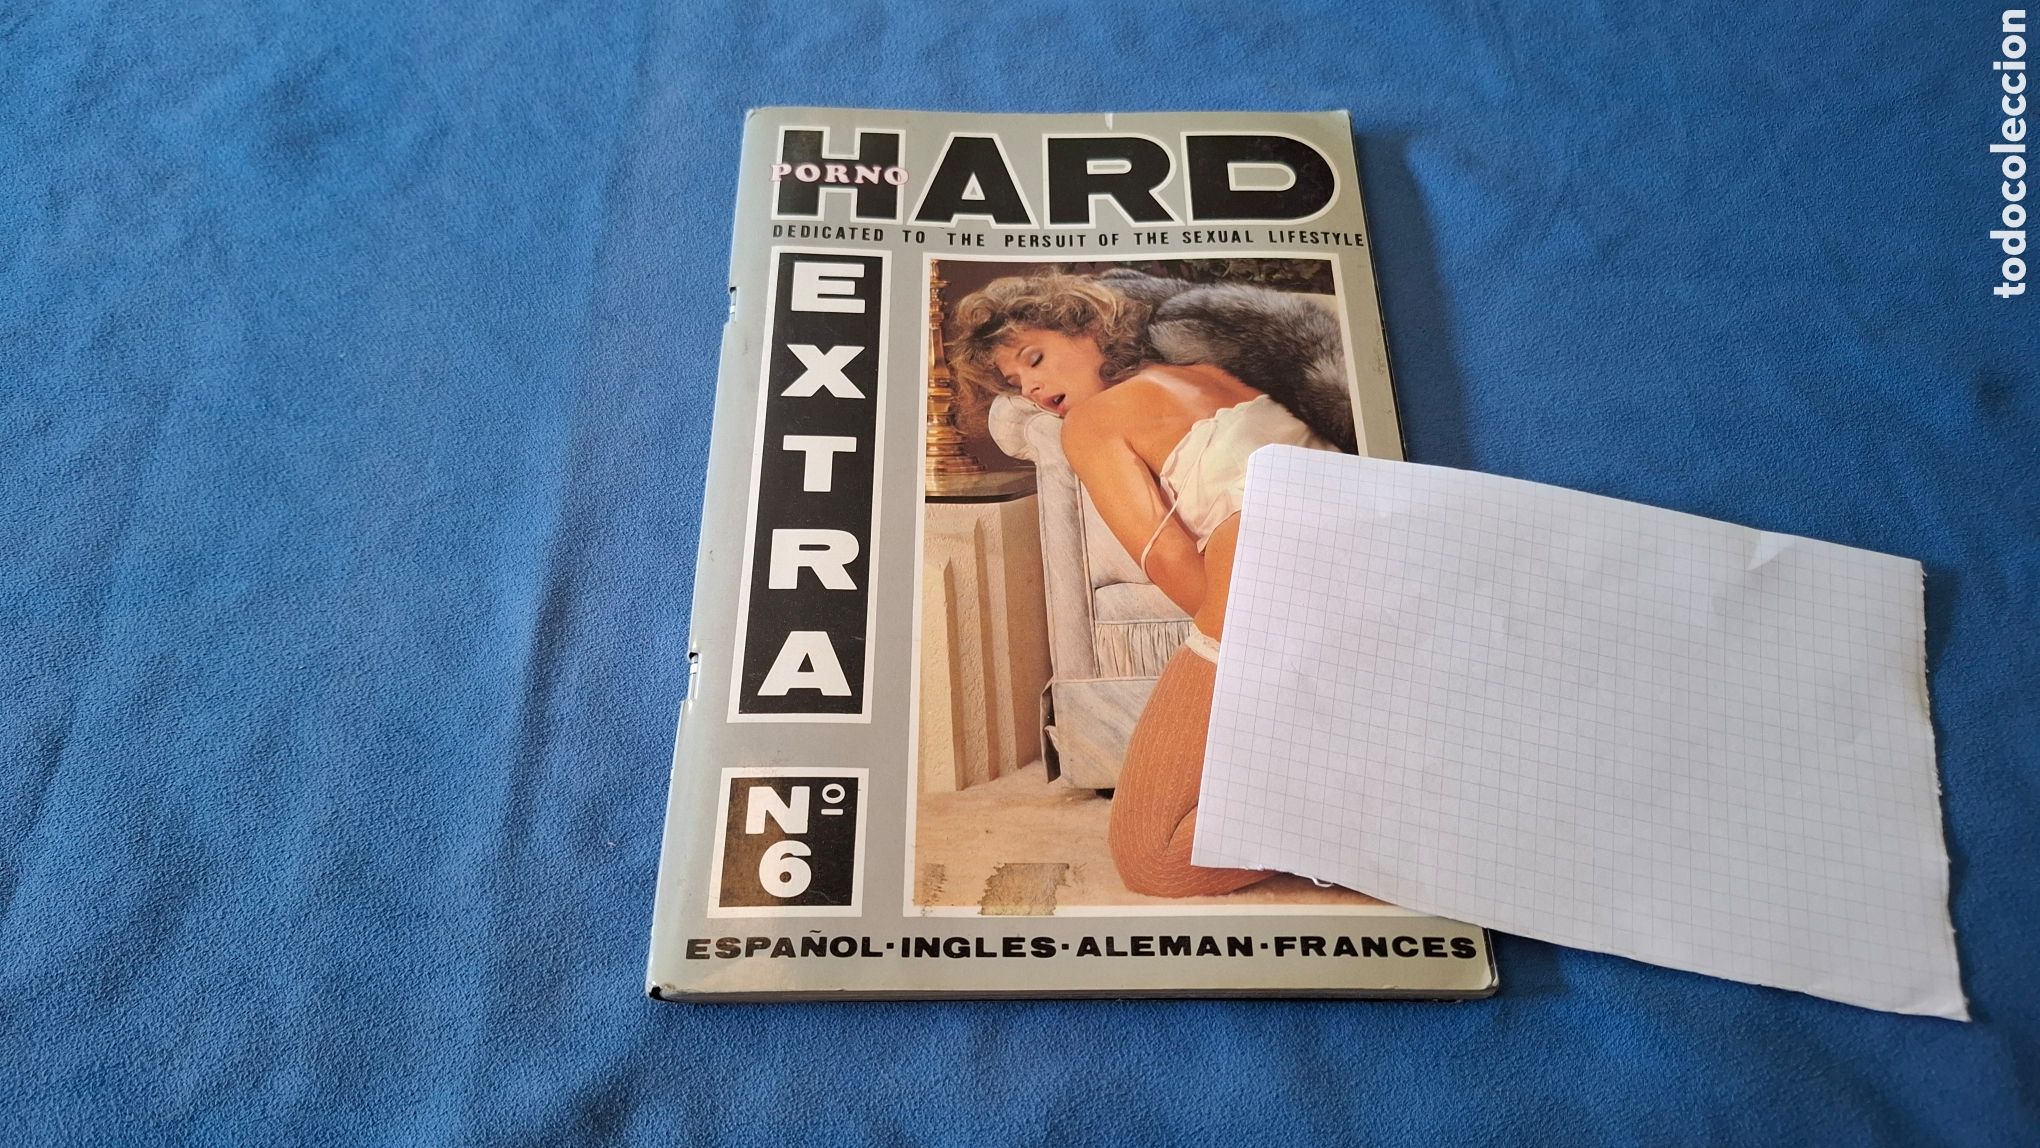 HARD
PORNO
DEDICATED TO THE PERSUIT OF THE SEXUAL LIFESTYLE
EXTRA
Nº
6
ESPAÑOL·INGLES·ALEMAN·FRANCES
todocoleccion